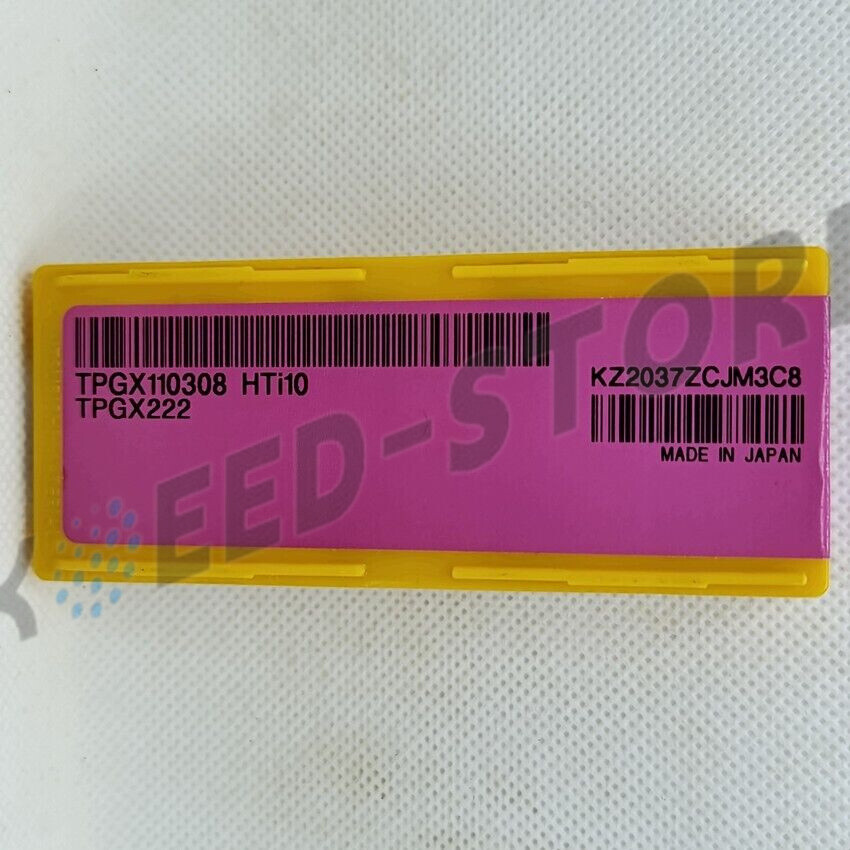 TPGX110308 HTi10
TPGX222
KZ2037ZCJM3C8
MADE IN JAPAN
EED-STOR